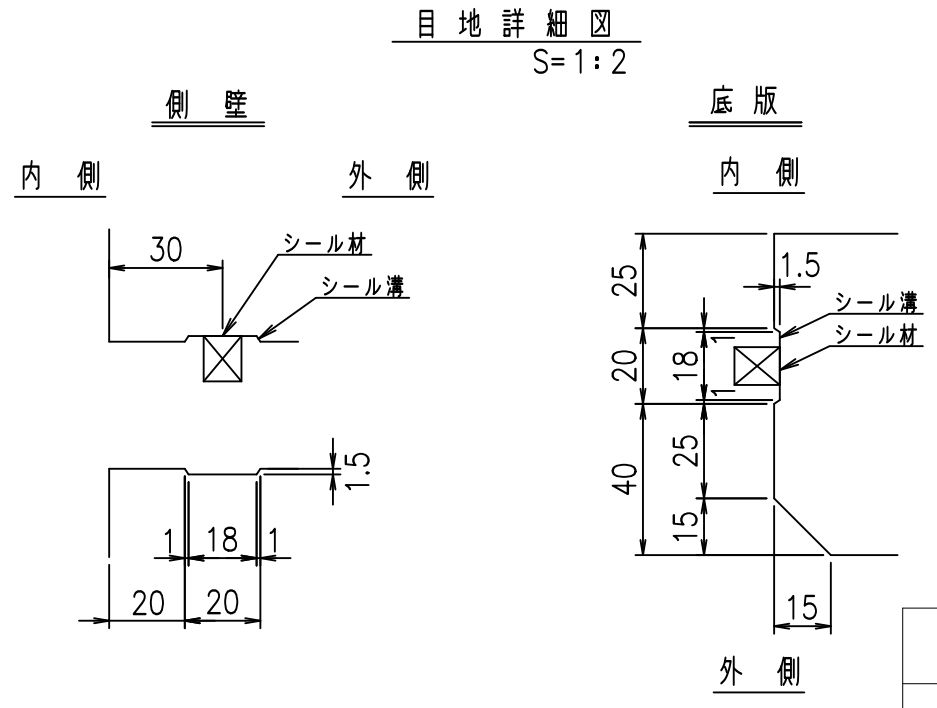 目地詳細図
S=1:2
側壁
底版
内側
外側
内側
30
シール材
シール溝
1.5
1 18 1
20 20
25
1.5
シール溝
シール材
20
1
18
1
40
25
15
15
外側